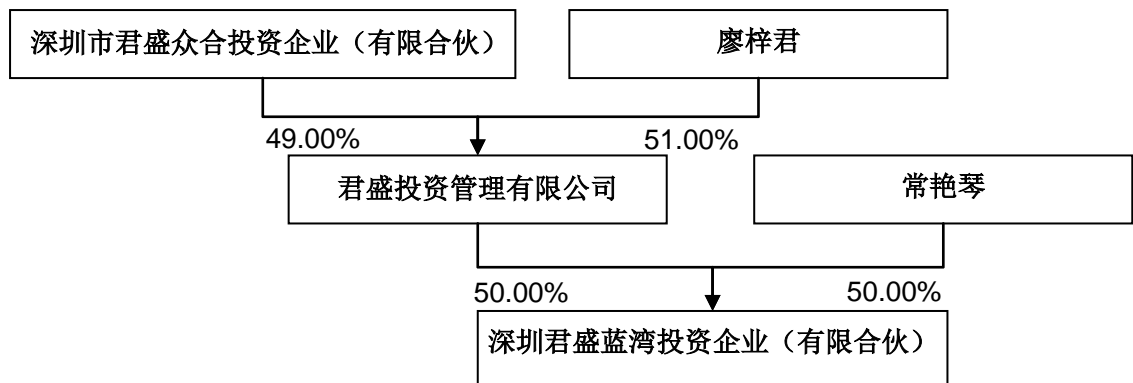 深圳市君盛众合投资企业（有限合伙）
廖梓君
49.00%
51.00%
君盛投资管理有限公司
常艳琴
50.00%
50.00%
深圳君盛蓝湾投资企业（有限合伙）